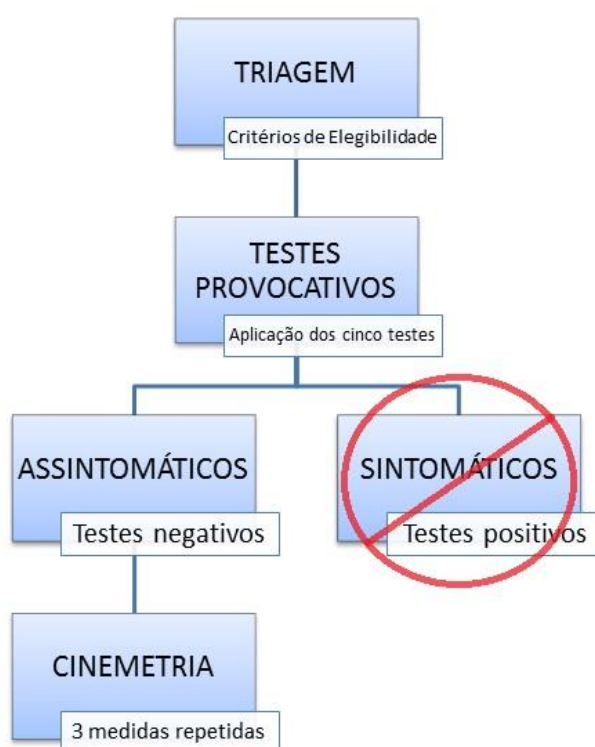 TRIAGEM
Critérios de Elegibilidade
TESTES
PROVOCATIVOS
Aplicação dos cinco testes
ASSINTOMÁTICOS
Testes negativos
SINTOMÁTICOS
Testes positivos
CINEMETRIA
3 medidas repetidas